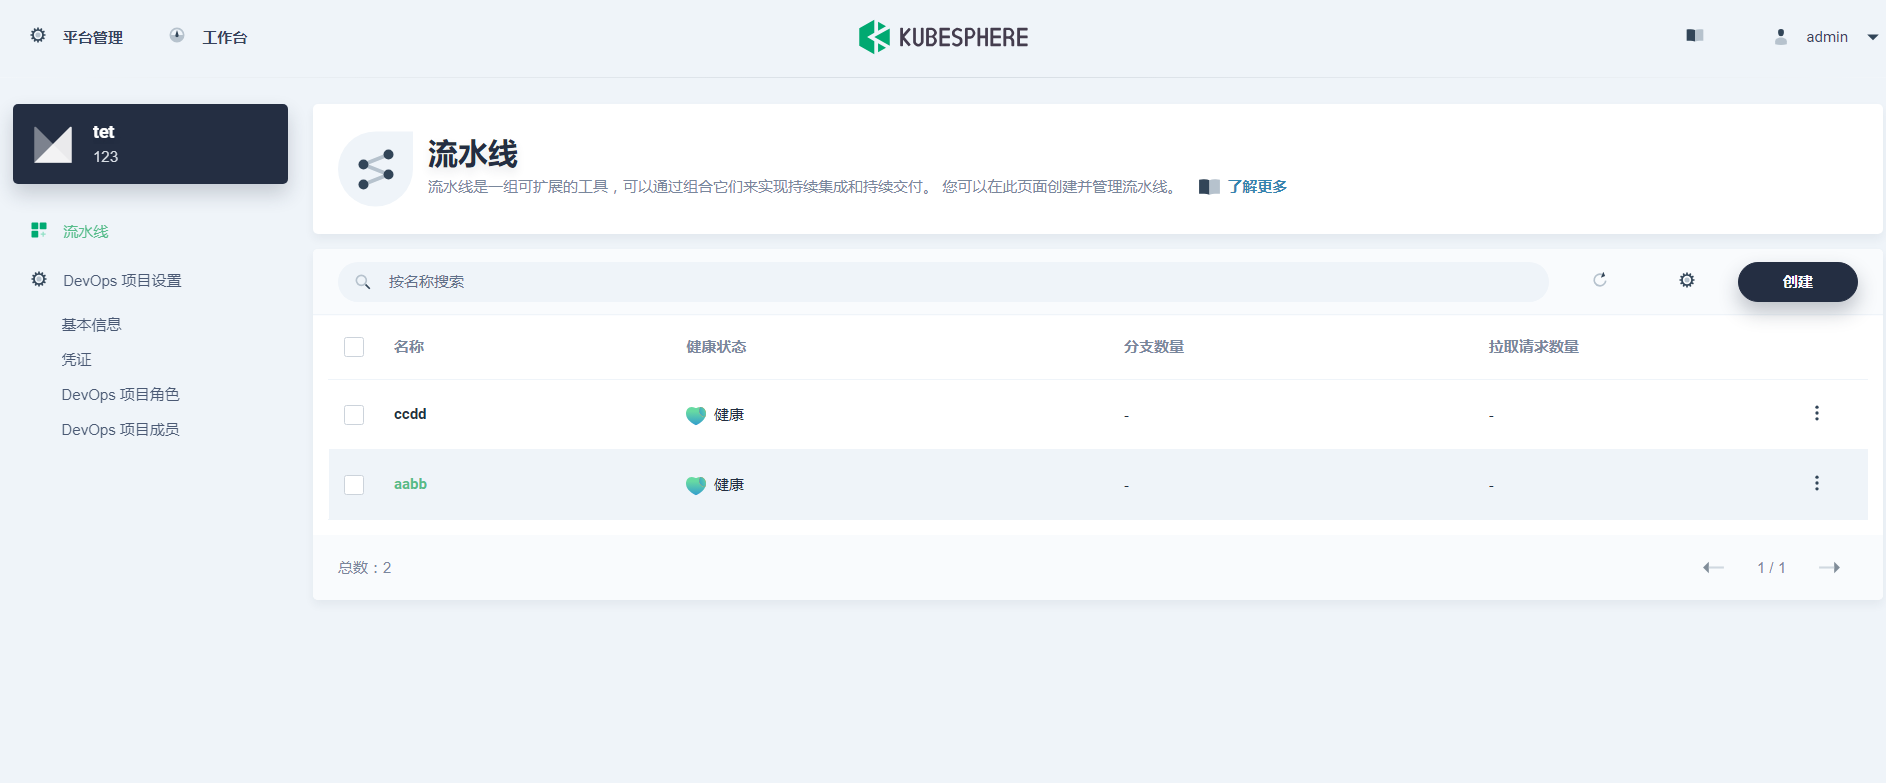 平台管理 工作台 KUBESPHERE admin
tet
123
流水线
DevOps 项目设置
基本信息
凭证
DevOps 项目角色
DevOps 项目成员
流水线
流水线是一组可扩展的工具，可以通过组合它们来实现持续集成和持续交付。 您可以在此页面创建并管理流水线。 了解更多
按名称搜索 创建
名称 健康状态 分支数量 拉取请求数量
ccdd 健康 - -
aabb 健康 - -
总数：2 1 / 1